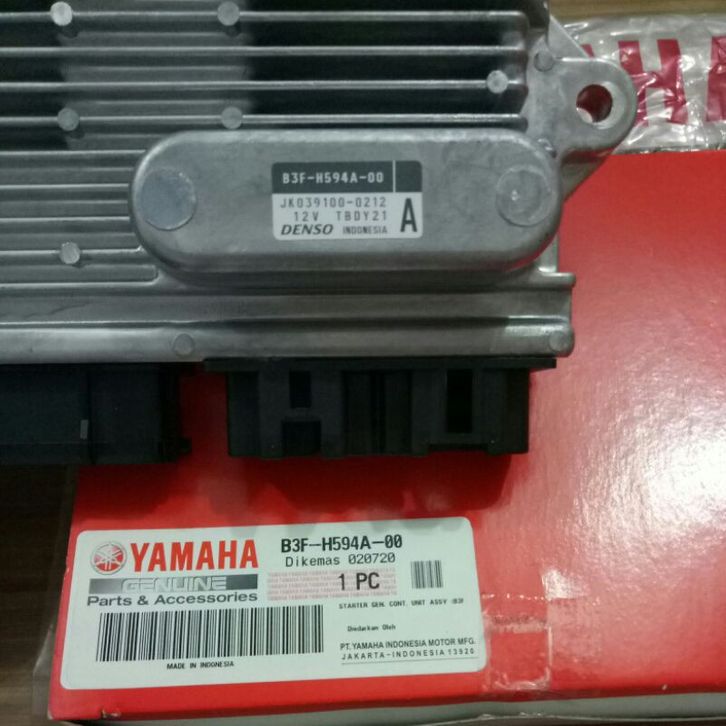 YAMAHA
B3F-H594A-00
JK039100-0212
12V TBDY21
DENSO INDONESIA
A
YAMAHA
GENUINE
Parts & Accessories
MADE IN INDONESIA
B3F-H594A-00
Dikemas 020720
1 PC
STARTER GEN. CONT. UNIT ASSY (B3F
Diedarkan Oleh
PT. YAMAHA INDONESIA MOTOR MFG.
JAKARTA-INDONESIA 13920